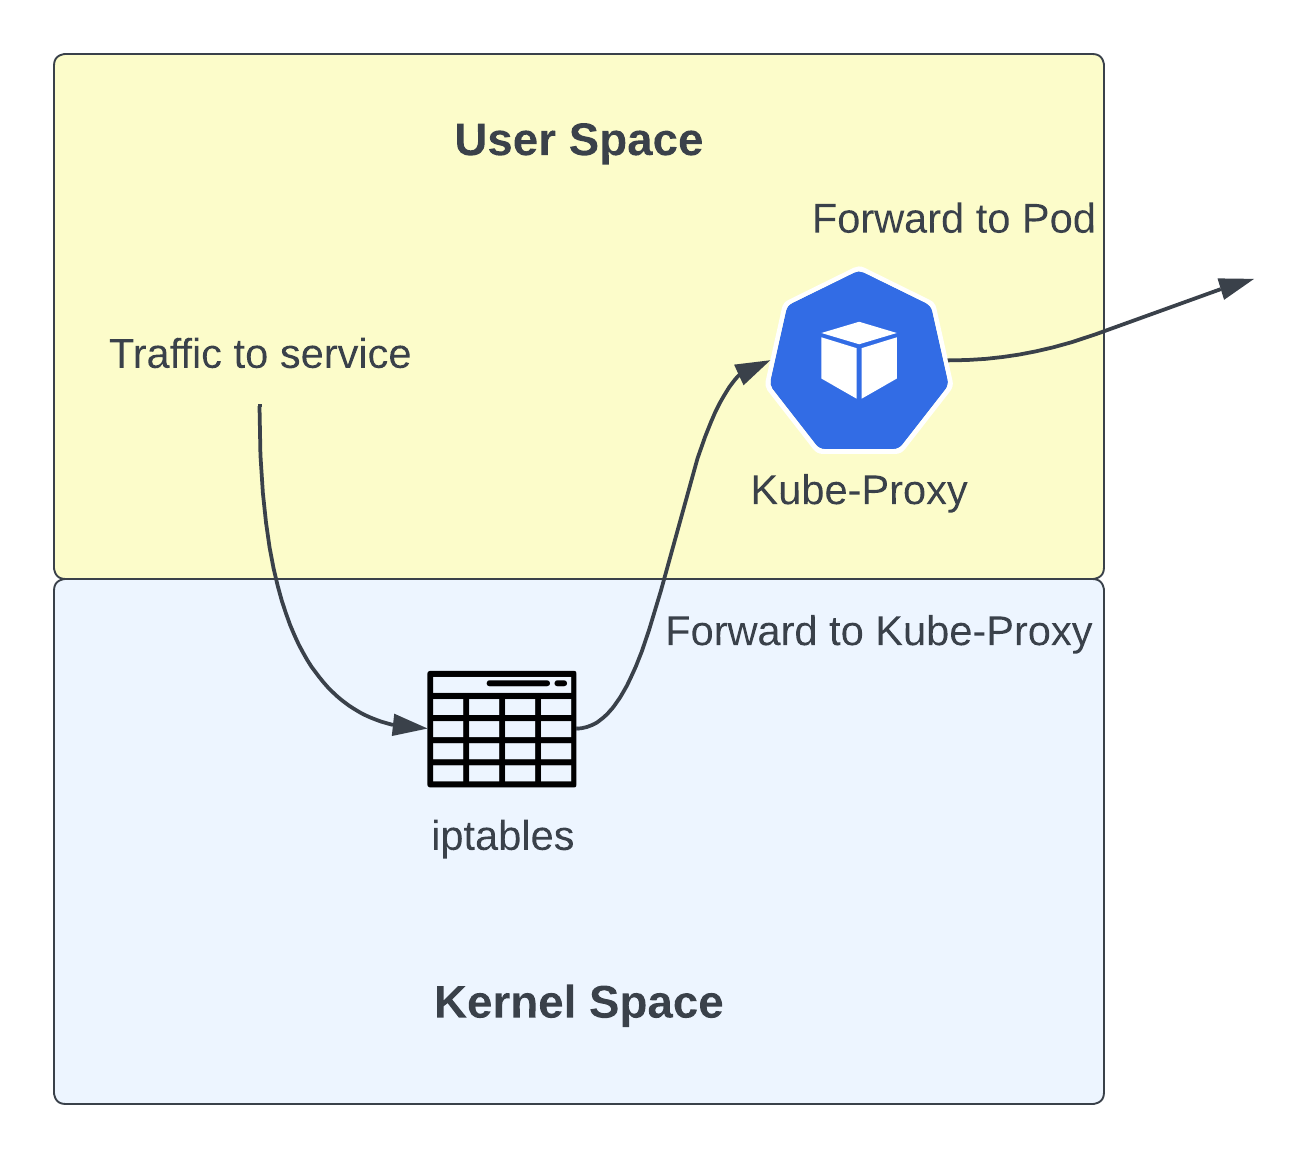 User Space
Forward to Pod
Traffic to service
Kube-Proxy
Forward to Kube-Proxy
iptables
Kernel Space